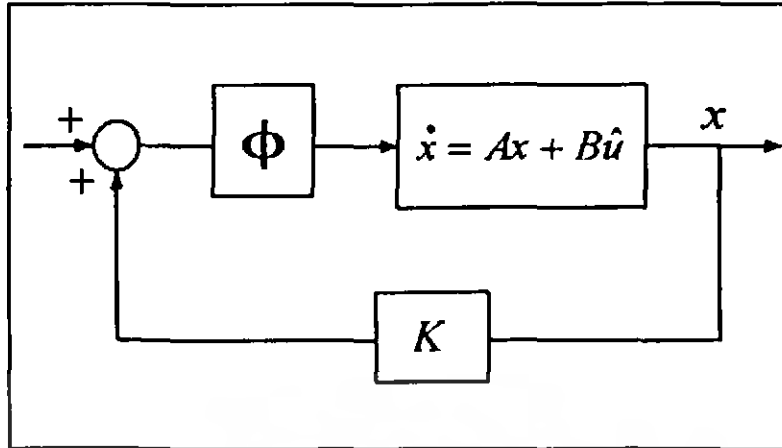 +
+
Φ
ẋ = Ax + Bû
x
K